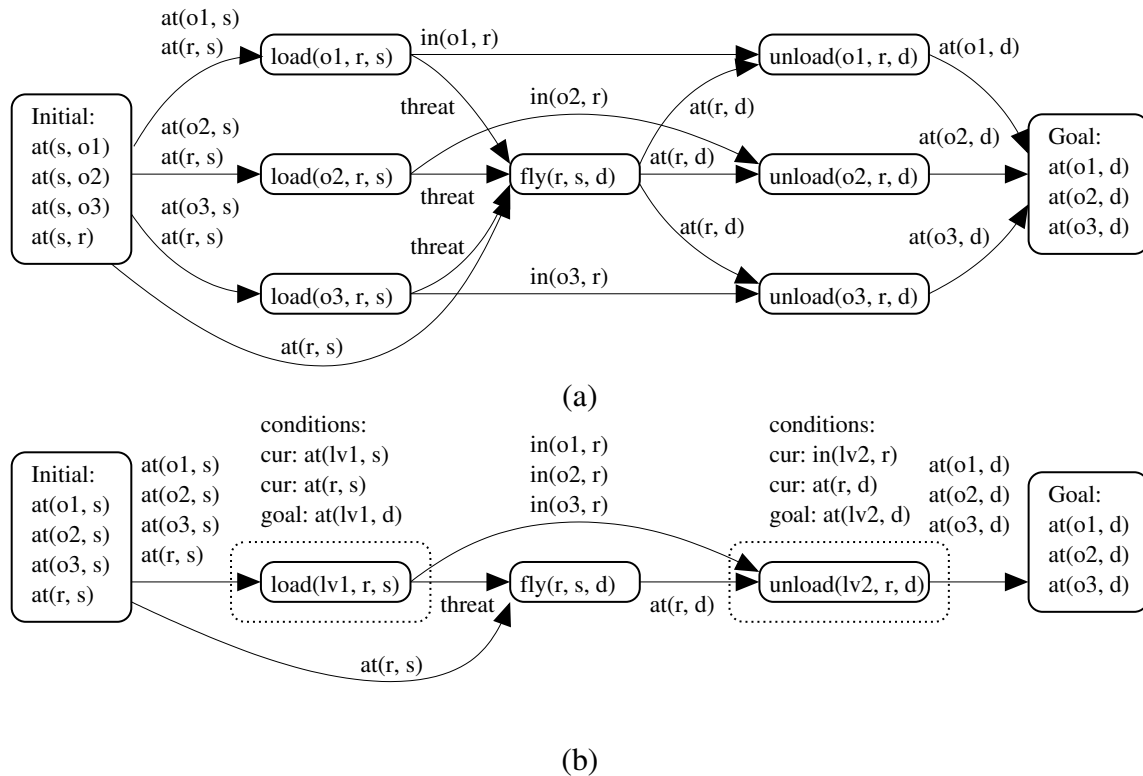 at(o1, s)
at(r, s)
load(o1, r, s)
in(o1, r)
unload(o1, r, d)
at(o1, d)
threat
in(o2, r)
at(r, d)
Initial:
at(s, o1)
at(s, o2)
at(s, o3)
at(s, r)
at(o2, s)
at(r, s)
load(o2, r, s)
threat
fly(r, s, d)
at(r, d)
unload(o2, r, d)
at(o2, d)
Goal:
at(o1, d)
at(o2, d)
at(o3, d)
at(o3, s)
at(r, s)
load(o3, r, s)
threat
in(o3, r)
at(r, d)
unload(o3, r, d)
at(o3, d)
at(r, s)
(a)
Initial:
at(o1, s)
at(o2, s)
at(o3, s)
at(r, s)
at(o1, s)
at(o2, s)
at(o3, s)
at(r, s)
conditions:
cur: at(lv1, s)
cur: at(r, s)
goal: at(lv1, d)
load(lv1, r, s)
threat
in(o1, r)
in(o2, r)
in(o3, r)
fly(r, s, d)
at(r, d)
conditions:
cur: in(lv2, r)
cur: at(r, d)
goal: at(lv2, d)
unload(lv2, r, d)
at(o1, d)
at(o2, d)
at(o3, d)
Goal:
at(o1, d)
at(o2, d)
at(o3, d)
at(r, s)
(b)